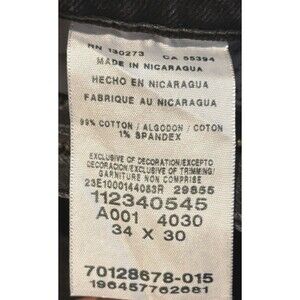 RN 130273 CA 55394
MADE IN NICARAGUA
HECHO EN NICARAGUA
FABRIQUE AU NICARAGUA
99% COTTON / ALGODON / COTON
1% SPANDEX
EXCLUSIVE OF DECORATION/EXCEPTO
DECORACION/EXCLUSIVE OF TRIMMING/
GARNITURE NON COMPRISE
23E1000144083R 29855
112340545
A001 4030
34 X 30
70128678-015
196457762681